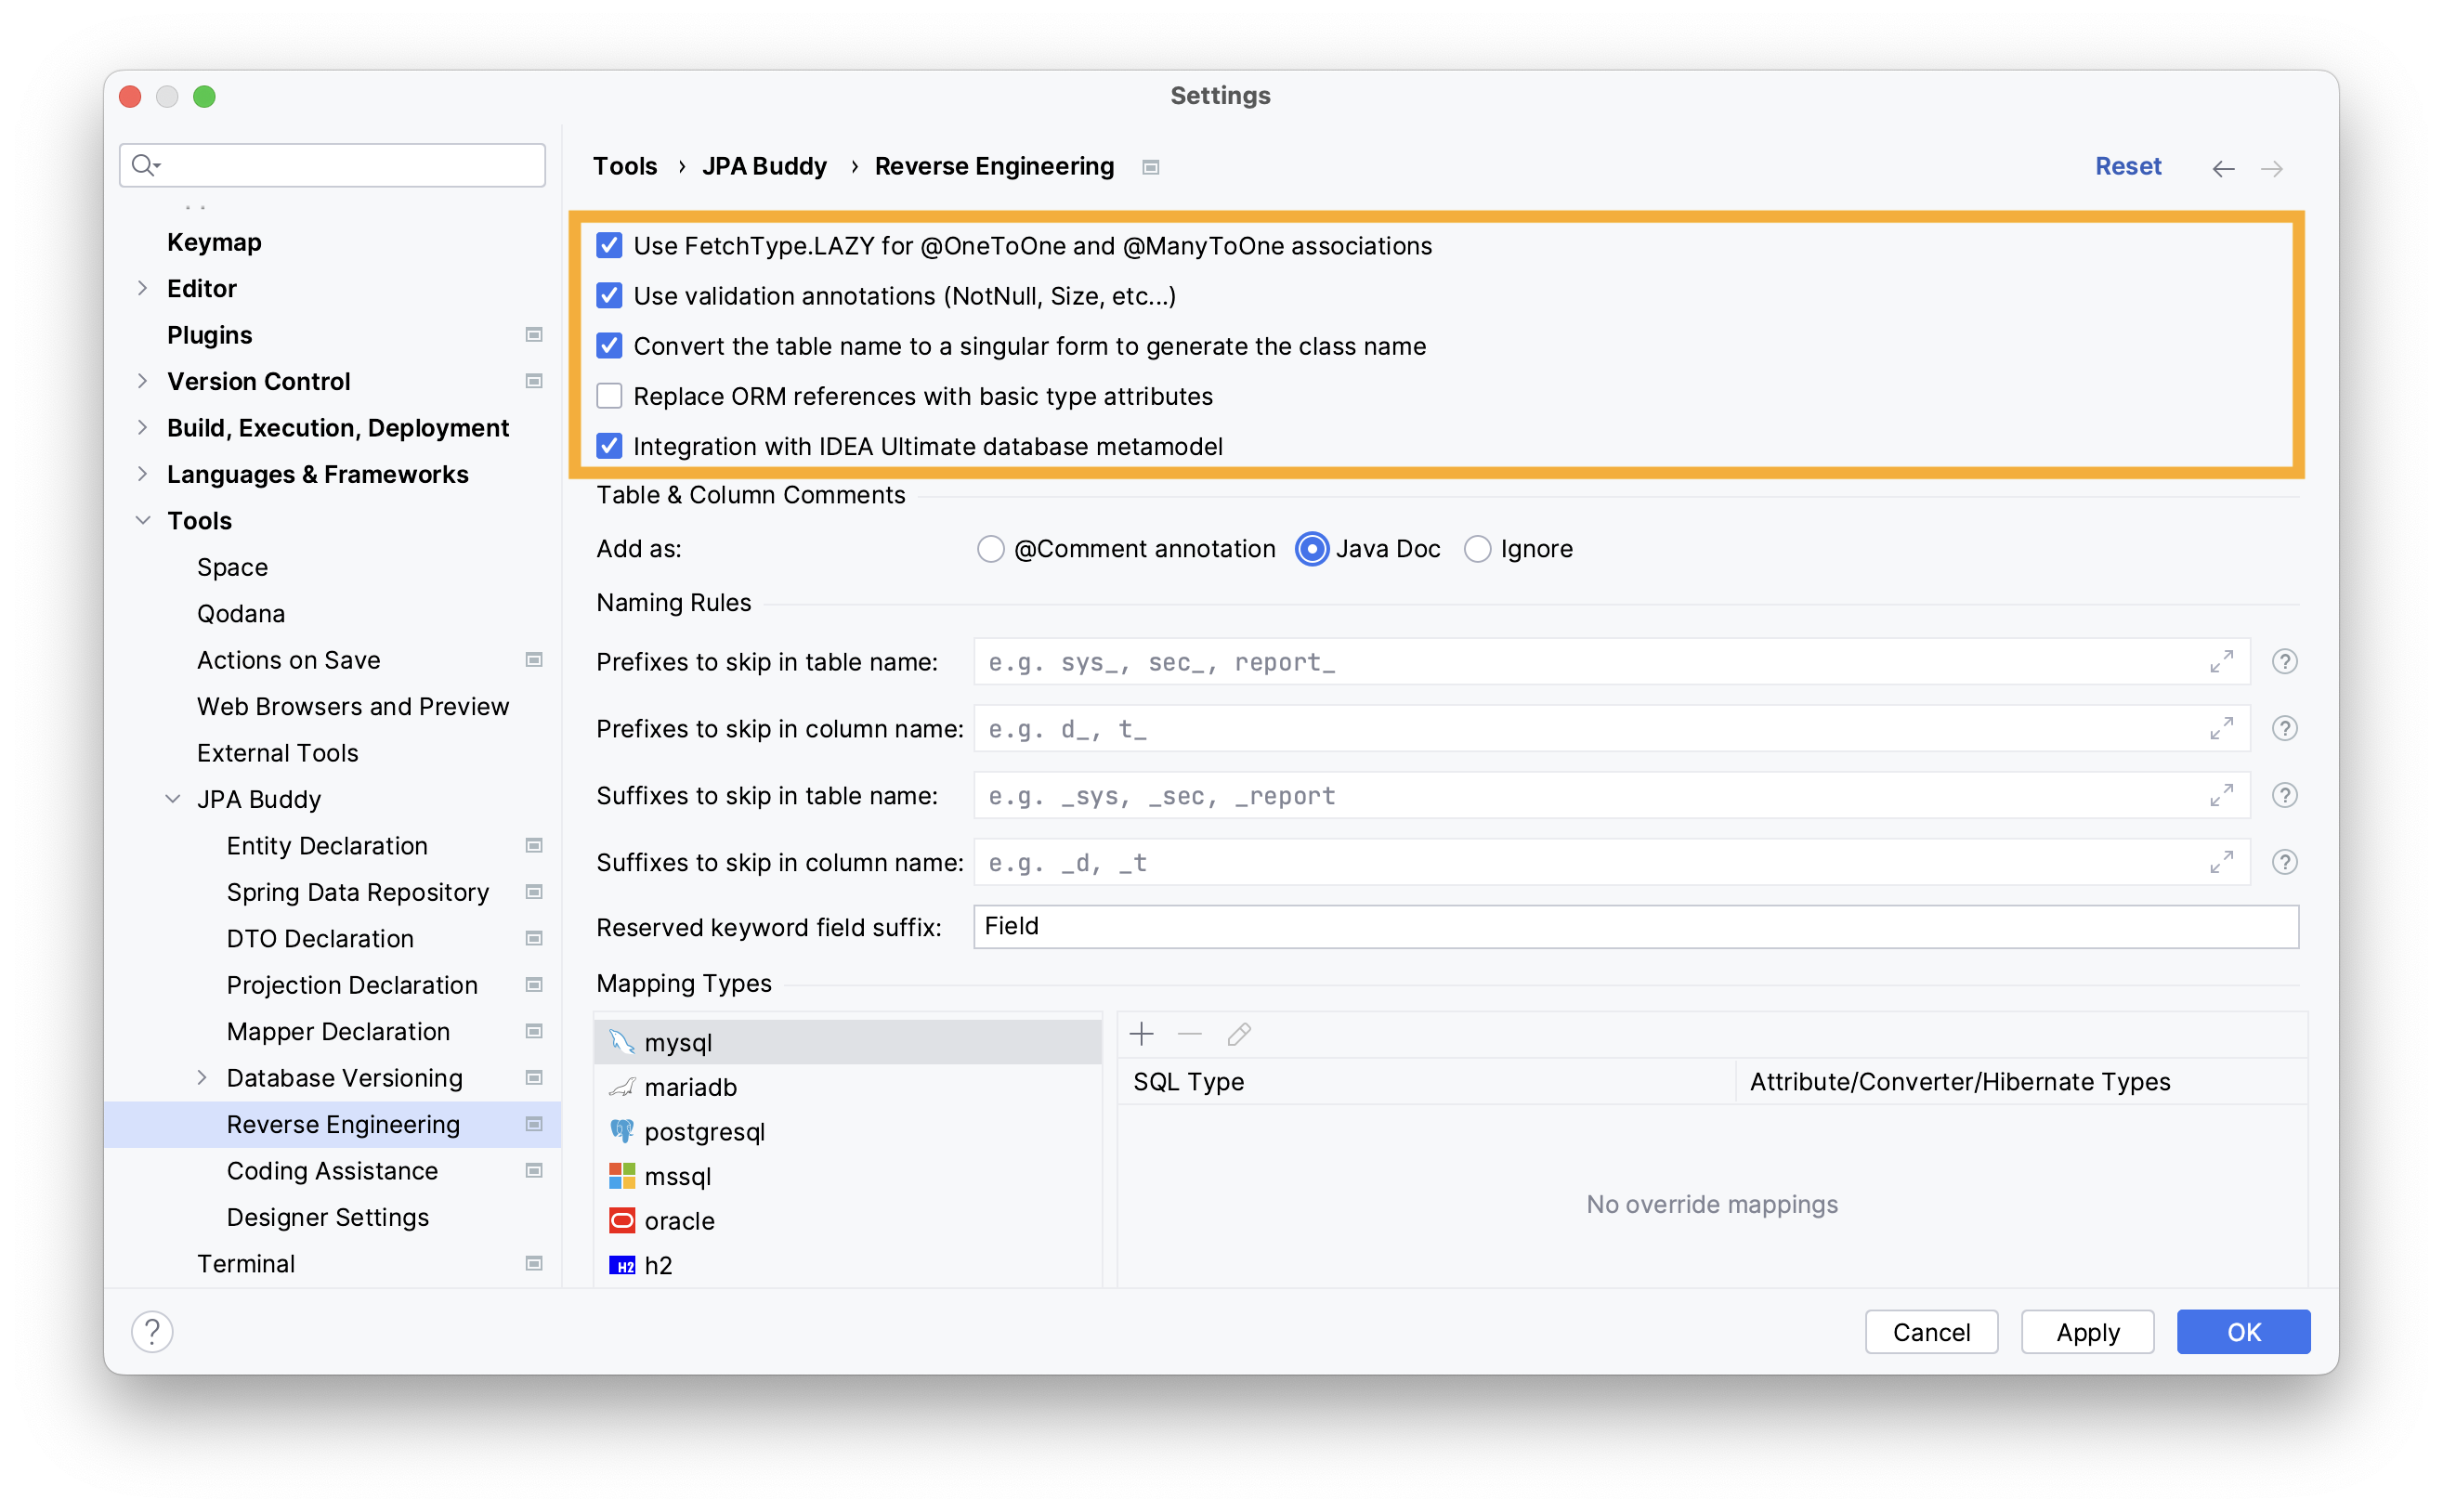 Settings
Keymap
Editor
Plugins
Version Control
Build, Execution, Deployment
Languages & Frameworks
Tools
Space
Qodana
Actions on Save
Web Browsers and Preview
External Tools
JPA Buddy
Entity Declaration
Spring Data Repository
DTO Declaration
Projection Declaration
Mapper Declaration
Database Versioning
Reverse Engineering
Coding Assistance
Designer Settings
Terminal
Tools › JPA Buddy › Reverse Engineering
Reset
Use FetchType.LAZY for @OneToOne and @ManyToOne associations
Use validation annotations (NotNull, Size, etc...)
Convert the table name to a singular form to generate the class name
Replace ORM references with basic type attributes
Integration with IDEA Ultimate database metamodel
Table & Column Comments
Add as: @Comment annotation Java Doc Ignore
Naming Rules
Prefixes to skip in table name: e.g. sys_, sec_, report_ ?
Prefixes to skip in column name: e.g. d_, t_ ?
Suffixes to skip in table name: e.g. _sys, _sec, _report ?
Suffixes to skip in column name: e.g. _d, _t ?
Reserved keyword field suffix: Field
Mapping Types
mysql
mariadb
postgresql
mssql
oracle
H2 h2
SQL Type Attribute/Converter/Hibernate Types
No override mappings
? Cancel Apply OK